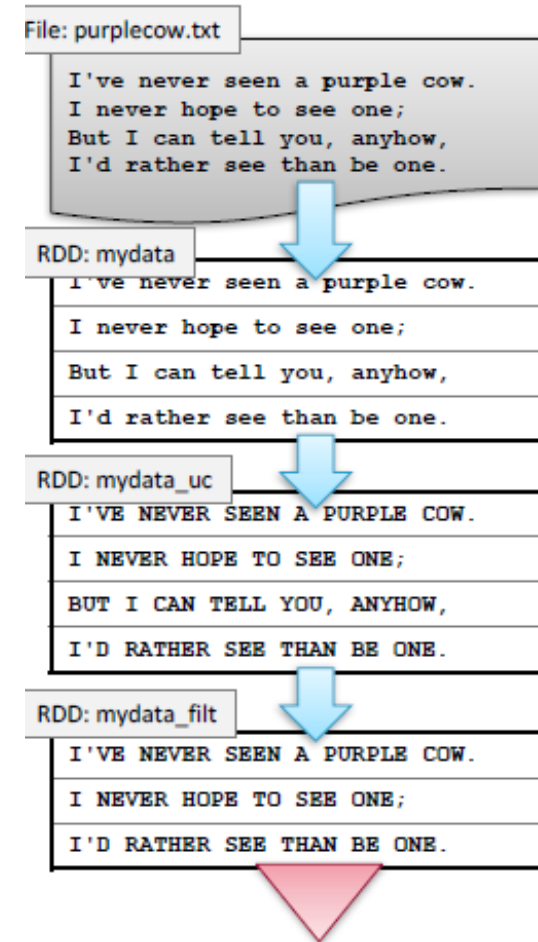 File: purplecow.txt
I've never seen a purple cow.
I never hope to see one;
But I can tell you, anyhow,
I'd rather see than be one.
RDD: mydata
I've never seen a purple cow.
I never hope to see one;
But I can tell you, anyhow,
I'd rather see than be one.
RDD: mydata_uc
I'VE NEVER SEEN A PURPLE COW.
I NEVER HOPE TO SEE ONE;
BUT I CAN TELL YOU, ANYHOW,
I'D RATHER SEE THAN BE ONE.
RDD: mydata_filt
I'VE NEVER SEEN A PURPLE COW.
I NEVER HOPE TO SEE ONE;
I'D RATHER SEE THAN BE ONE.